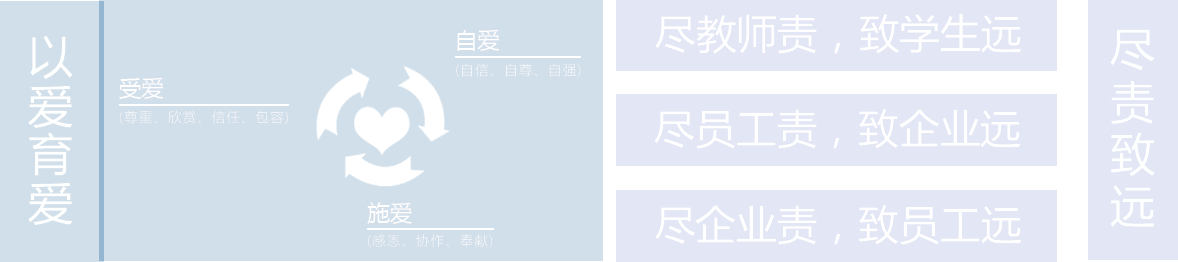 以爱育爱
受爱
(尊重、欣赏、信任、包容)
自爱
(自信、自尊、自强)
施爱
(感恩、协作、奉献)
尽教师责，致学生远
尽员工责，致企业远
尽企业责，致员工远
尽责致远